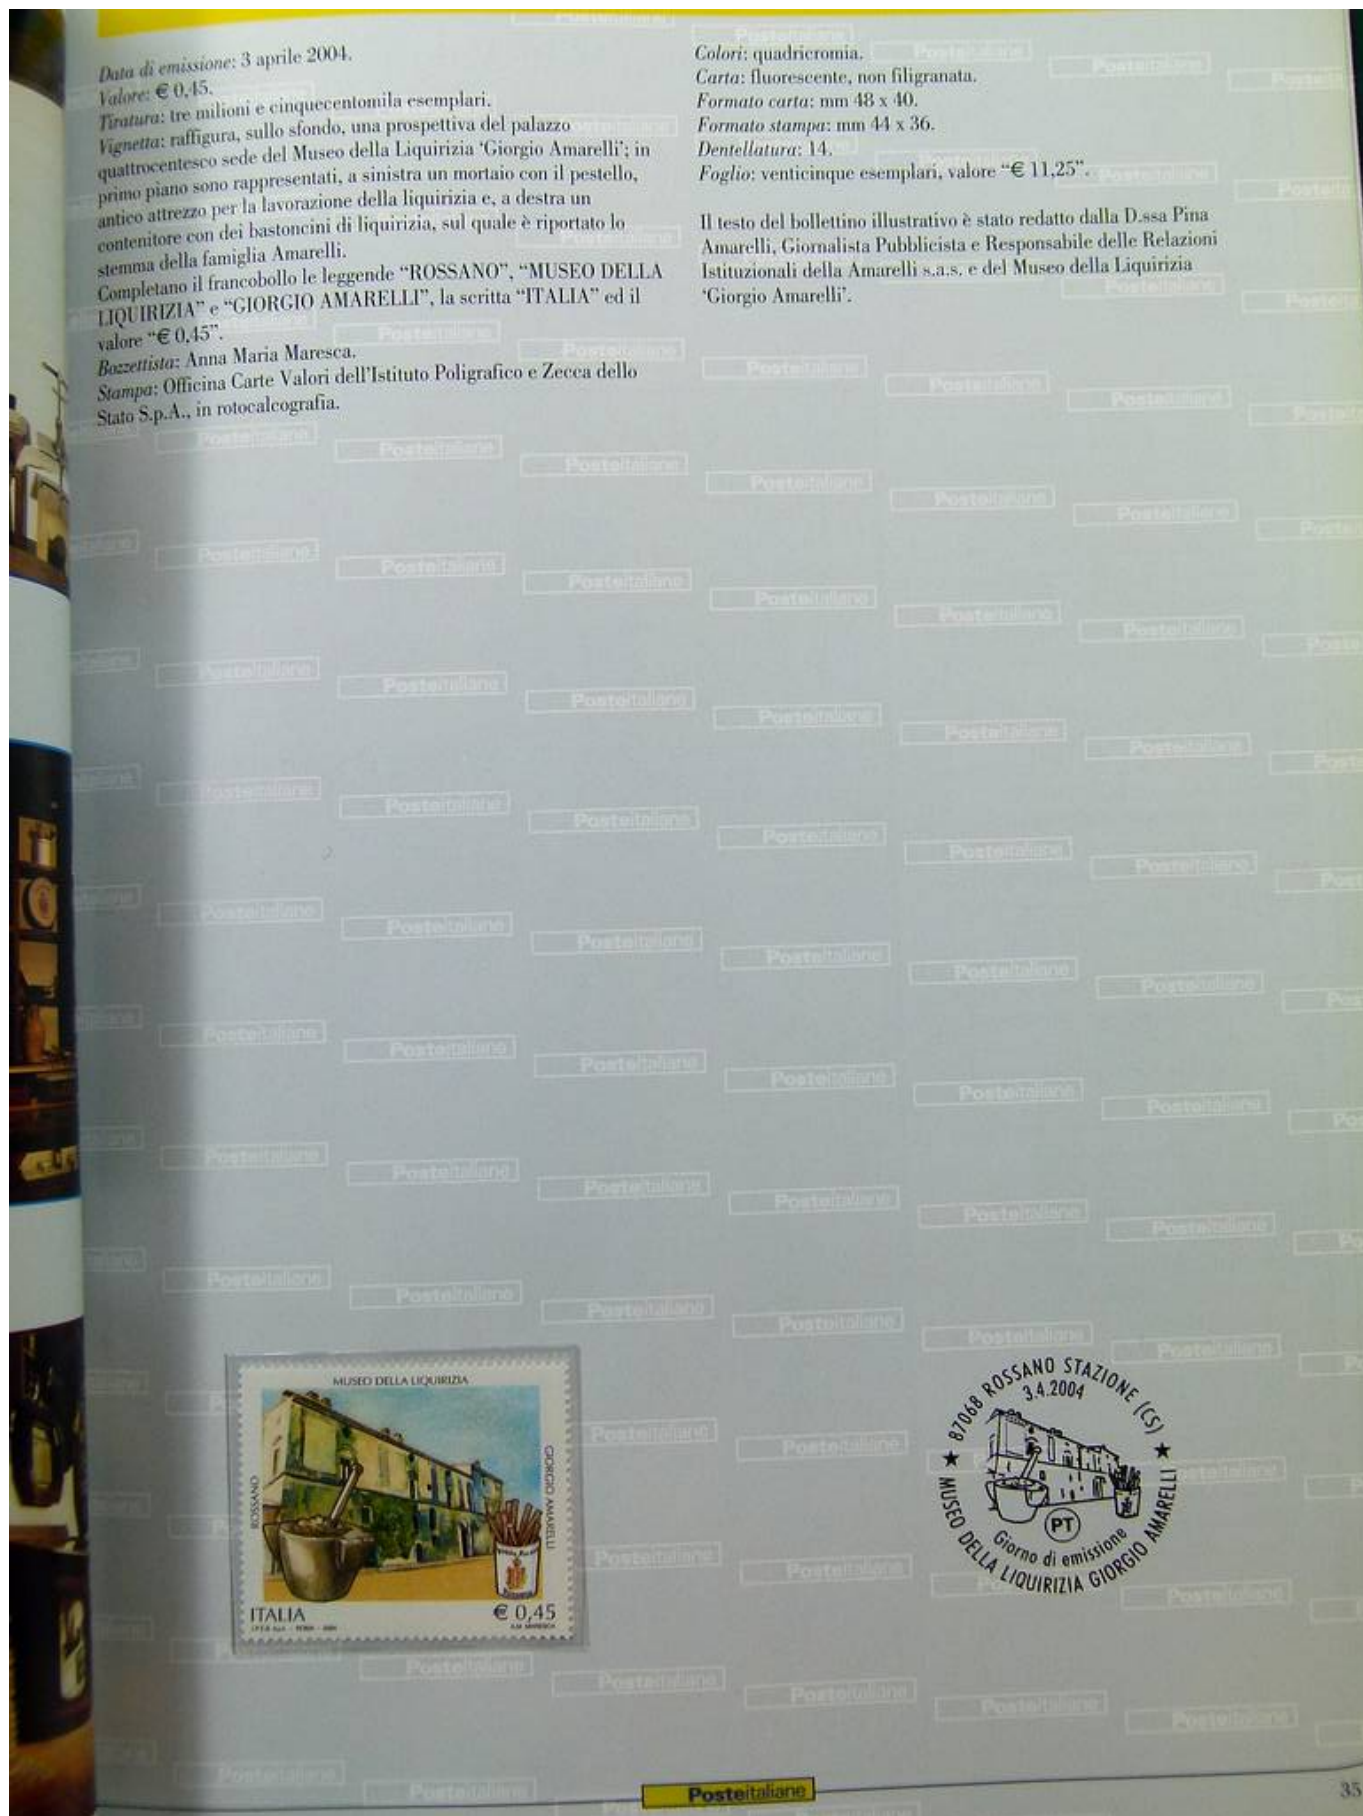 Data di emissione: 3 aprile 2004.
Valore: € 0,45.
Tiratura: tre milioni e cinquecentomila esemplari.
Vignetta: raffigura, sullo sfondo, una prospettiva del palazzo
quattrocentesco sede del Museo della Liquirizia ‘Giorgio Amarelli’; in
primo piano sono rappresentati, a sinistra un mortaio con il pestello,
antico attrezzo per la lavorazione della liquirizia e, a destra un
contenitore con dei bastoncini di liquirizia, sul quale è riportato lo
stemma della famiglia Amarelli.
Completano il francobollo le leggende “ROSSANO”, “MUSEO DELLA
LIQUIRIZIA” e “GIORGIO AMARELLI”, la scritta “ITALIA” ed il
valore “€ 0,45”.
Bozzettista: Anna Maria Maresca.
Stampa: Officina Carte Valori dell’Istituto Poligrafico e Zecca dello
Stato S.p.A., in rotocalcografia.
Colori: quadricromia.
Carta: fluorescente, non filigranata.
Formato carta: mm 48 x 40.
Formato stampa: mm 44 x 36.
Dentellatura: 14.
Foglio: venticinque esemplari, valore “€ 11,25”.
Il testo del bollettino illustrativo è stato redatto dalla D.ssa Pina
Amarelli, Giornalista Pubblicista e Responsabile delle Relazioni
Istituzionali della Amarelli s.a.s. e del Museo della Liquirizia
‘Giorgio Amarelli’.
MUSEO DELLA LIQUIRIZIA
ROSSANO
GIORGIO AMARELLI
ITALIA
€ 0,45
I.P.Z.S. S.p.A. - ROMA - 2004
A.M. MARESCA
87068 ROSSANO STAZIONE (CS)
3.4.2004
PT
Giorno di emissione
★ MUSEO DELLA LIQUIRIZIA GIORGIO AMARELLI ★
Posteitaliane
35